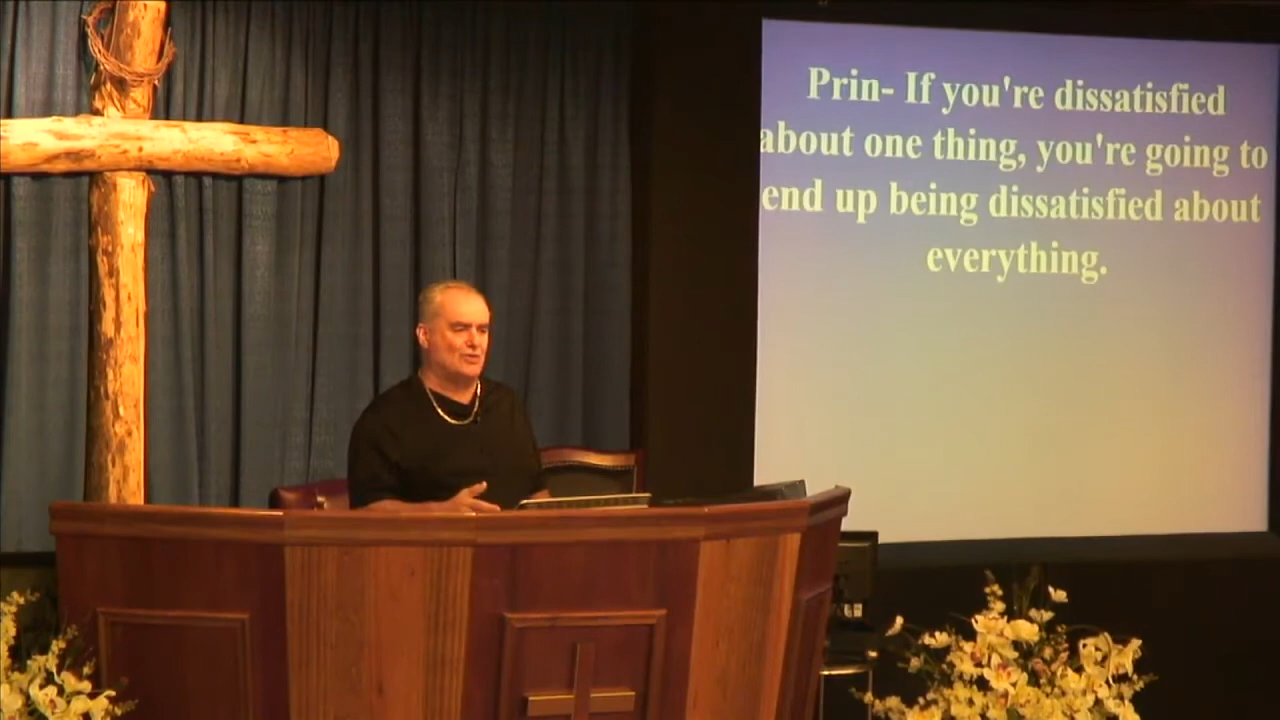 Prin- If you're dissatisfied
about one thing, you're going to
end up being dissatisfied about
everything.